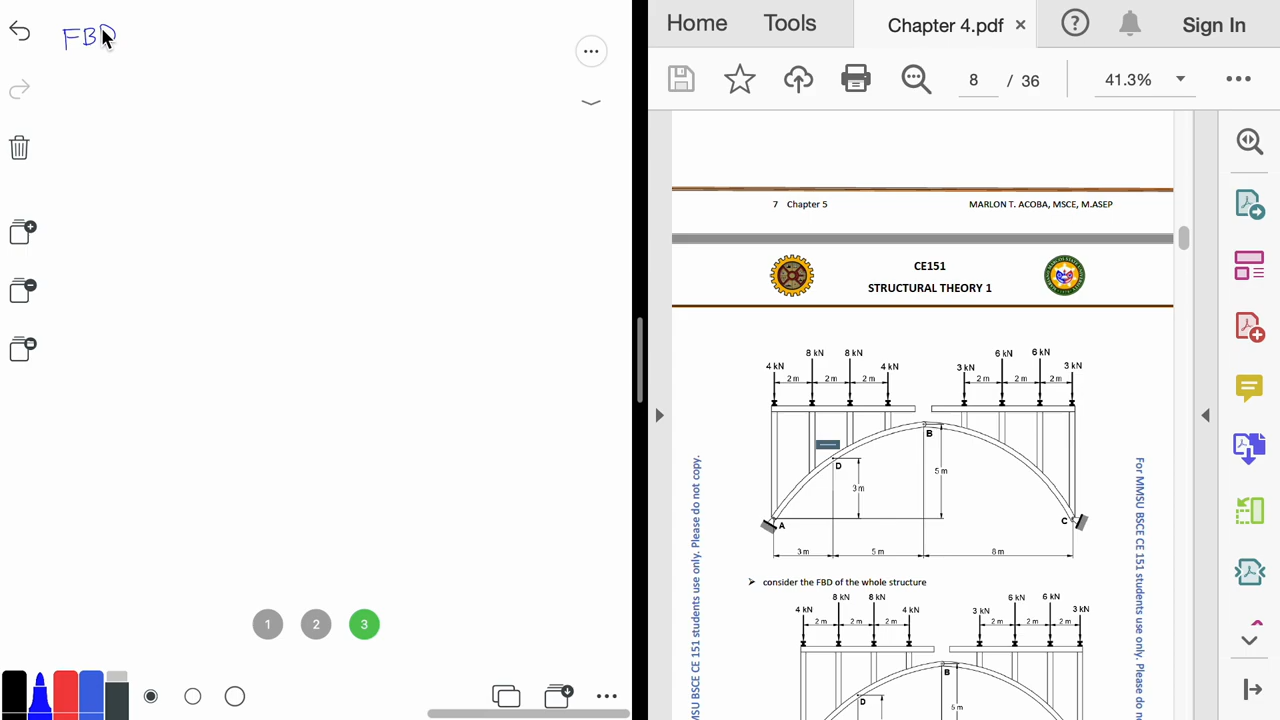 FBD
Home
Tools
Chapter 4.pdf
Sign In
8 / 36
41.3%
7 Chapter 5
MARLON T. ACOBA, MSCE, M.ASEP
CE151
STRUCTURAL THEORY 1
4 kN 8 kN 8 kN 4 kN 3 kN 6 kN 6 kN 3 kN
2 m 2 m 2 m 2 m 2 m 2 m
B
D
5 m
3 m
A
C
3 m 5 m 8 m
consider the FBD of the whole structure
4 kN 8 kN 8 kN 4 kN 3 kN 6 kN 6 kN 3 kN
2 m 2 m 2 m 2 m 2 m 2 m
B
D
5 m
MSU BSCE CE 151 students use only. Please do not copy.
For MMSU BSCE CE 151 students use only. Please do no
1 2 3